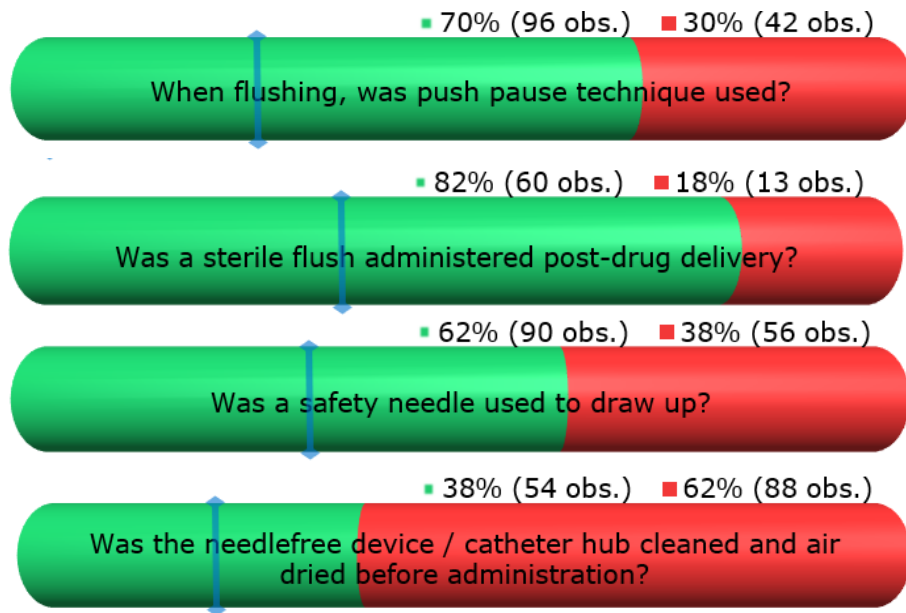 70% (96 obs.) 30% (42 obs.)
When flushing, was push pause technique used?
82% (60 obs.) 18% (13 obs.)
Was a sterile flush administered post-drug delivery?
62% (90 obs.) 38% (56 obs.)
Was a safety needle used to draw up?
38% (54 obs.) 62% (88 obs.)
Was the needlefree device / catheter hub cleaned and air
dried before administration?